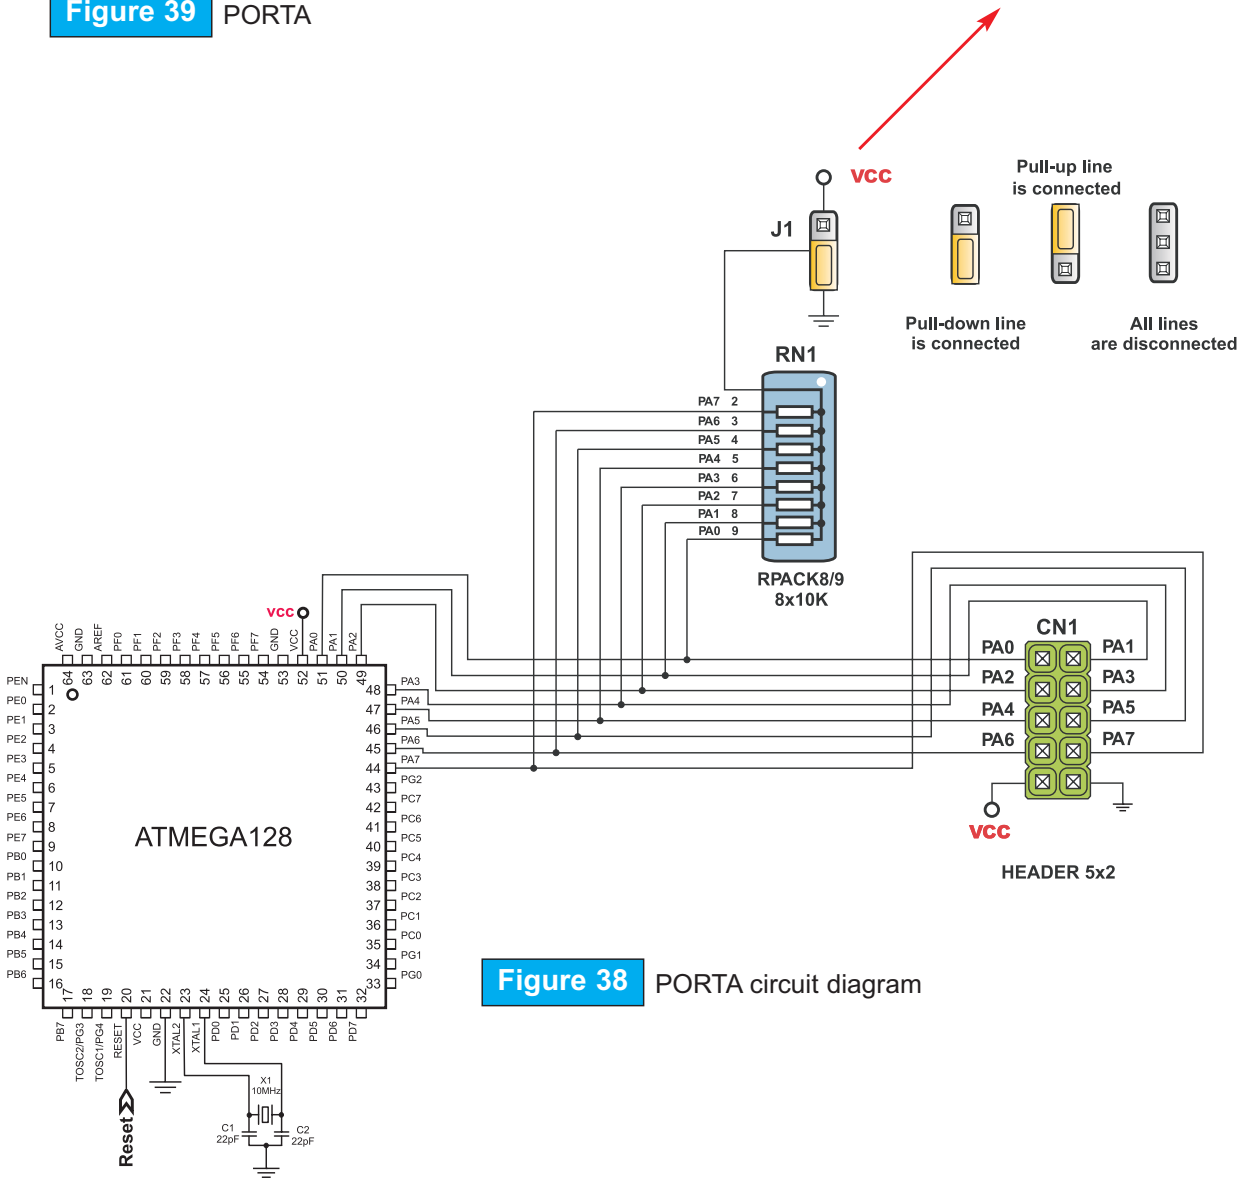 Figure 39 PORTA
VCC
Pull-up line
is connected
J1
Pull-down line
is connected
All lines
are disconnected
RN1
PA7 2
PA6 3
PA5 4
PA4 5
PA3 6
PA2 7
PA1 8
PA0 9
RPACK8/9
8x10K
VCC
AVCC
GND
AREF
PF0
PF1
PF2
PF3
PF4
PF5
PF6
PF7
GND
VCC
PA0
PA1
PA2
64
63
62
61
60
59
58
57
56
55
54
53
52
51
50
49
PEN 1
PE0 2
PE1 3
PE2 4
PE3 5
PE4 6
PE5 7
PE6 8
PE7 9
PB0 10
PB1 11
PB2 12
PB3 13
PB4 14
PB5 15
PB6 16
ATMEGA128
48 PA3
47 PA4
46 PA5
45 PA6
44 PA7
43 PG2
42 PC7
41 PC6
40 PC5
39 PC4
38 PC3
37 PC2
36 PC1
35 PC0
34 PG1
33 PG0
17
18
19
20
21
22
23
24
25
26
27
28
29
30
31
32
PB7
TOSC2/PG3
TOSC1/PG4
RESET
VCC
GND
XTAL2
XTAL1
PD0
PD1
PD2
PD3
PD4
PD5
PD6
PD7
CN1
PA0 PA1
PA2 PA3
PA4 PA5
PA6 PA7
VCC
HEADER 5x2
Figure 38 PORTA circuit diagram
Reset
X1
10MHz
C1
22pF
C2
22pF